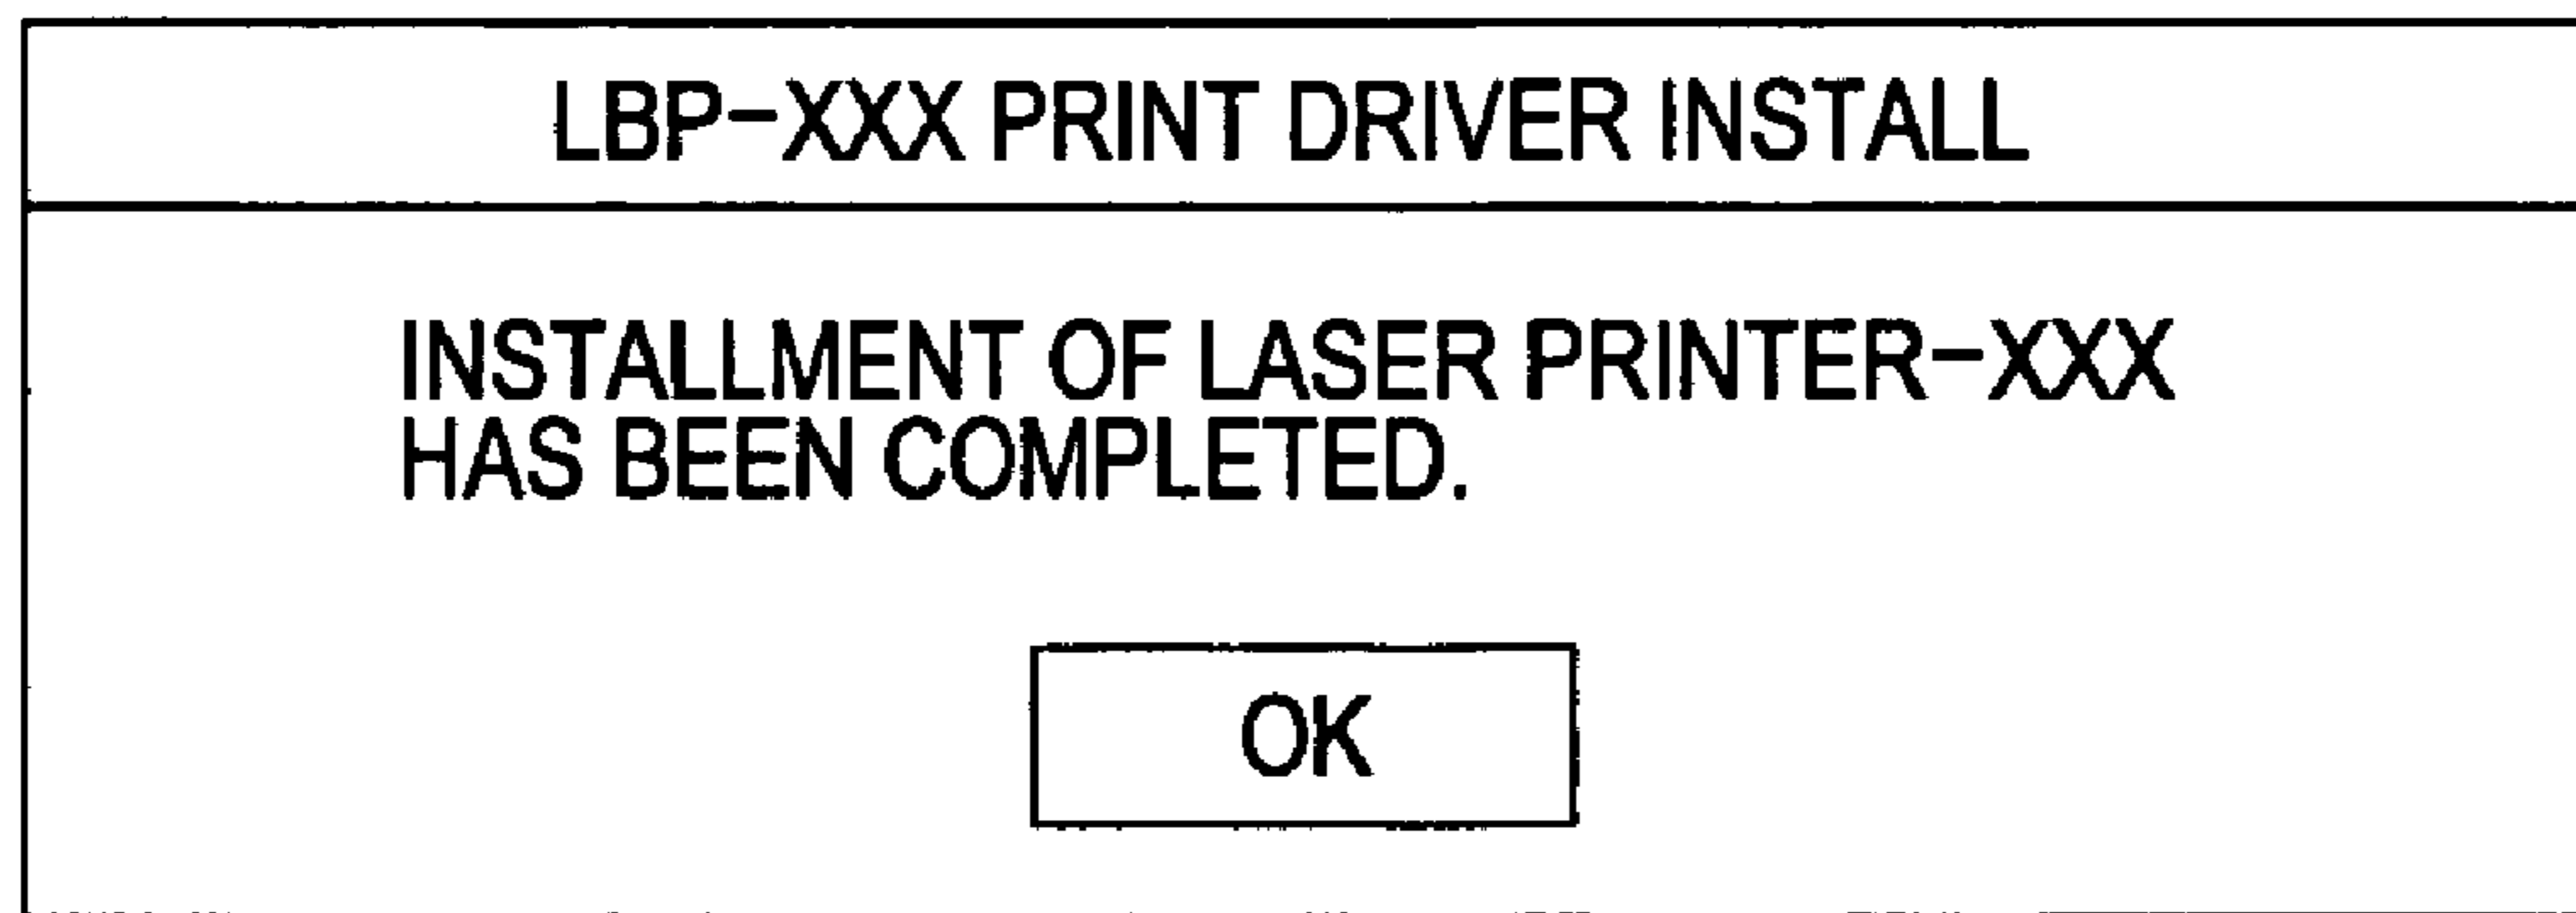 LBP-XXX PRINT DRIVER INSTALL
INSTALLMENT OF LASER PRINTER-XXX
HAS BEEN COMPLETED.
OK